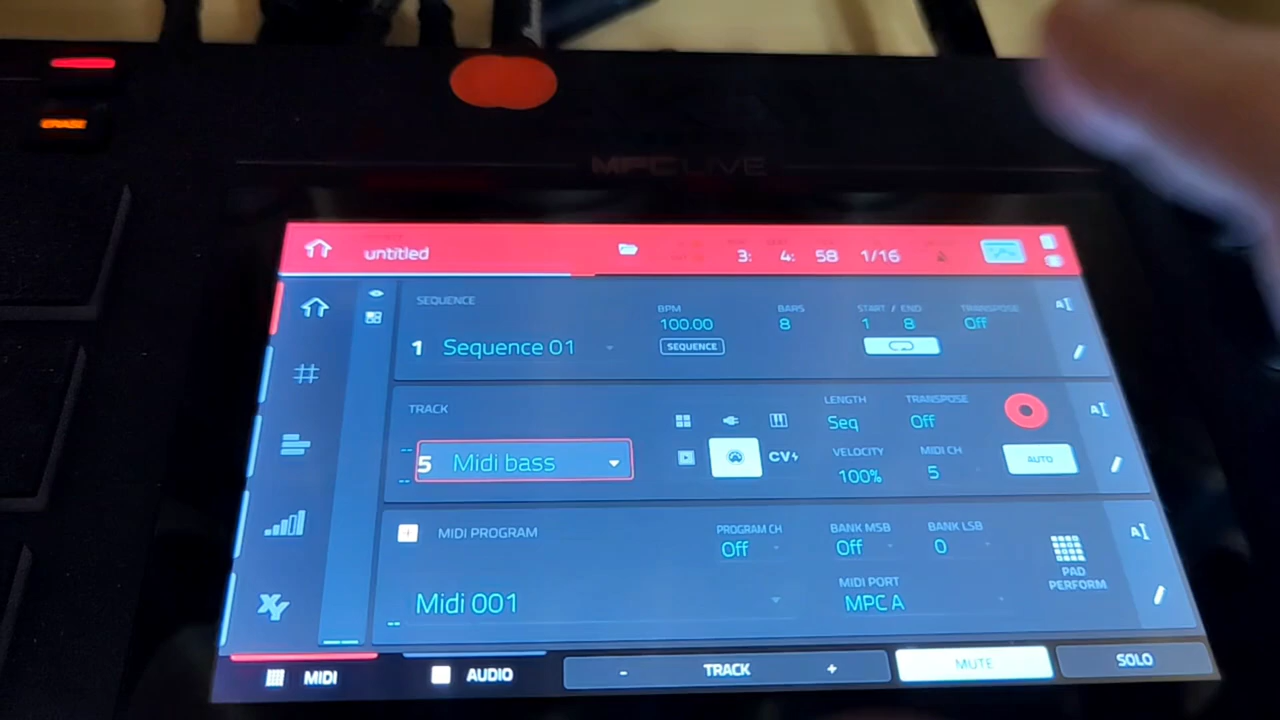 ERASE
MPC LIVE
untitled 3: 4: 58 1/16
SEQUENCE
BPM BARS START / END TRANSPOSE
100.00 8 1 8 Off
1 Sequence 01 SEQUENCE
TRACK LENGTH TRANSPOSE
Seq Off
5 Midi bass CV VELOCITY MIDI CH AUTO
100% 5
MIDI PROGRAM PROGRAM CH BANK MSB BANK LSB
Off Off 0
PAD
PERFORM
MIDI PORT
Midi 001 MPC A
XY
MIDI AUDIO - TRACK + MUTE SOLO